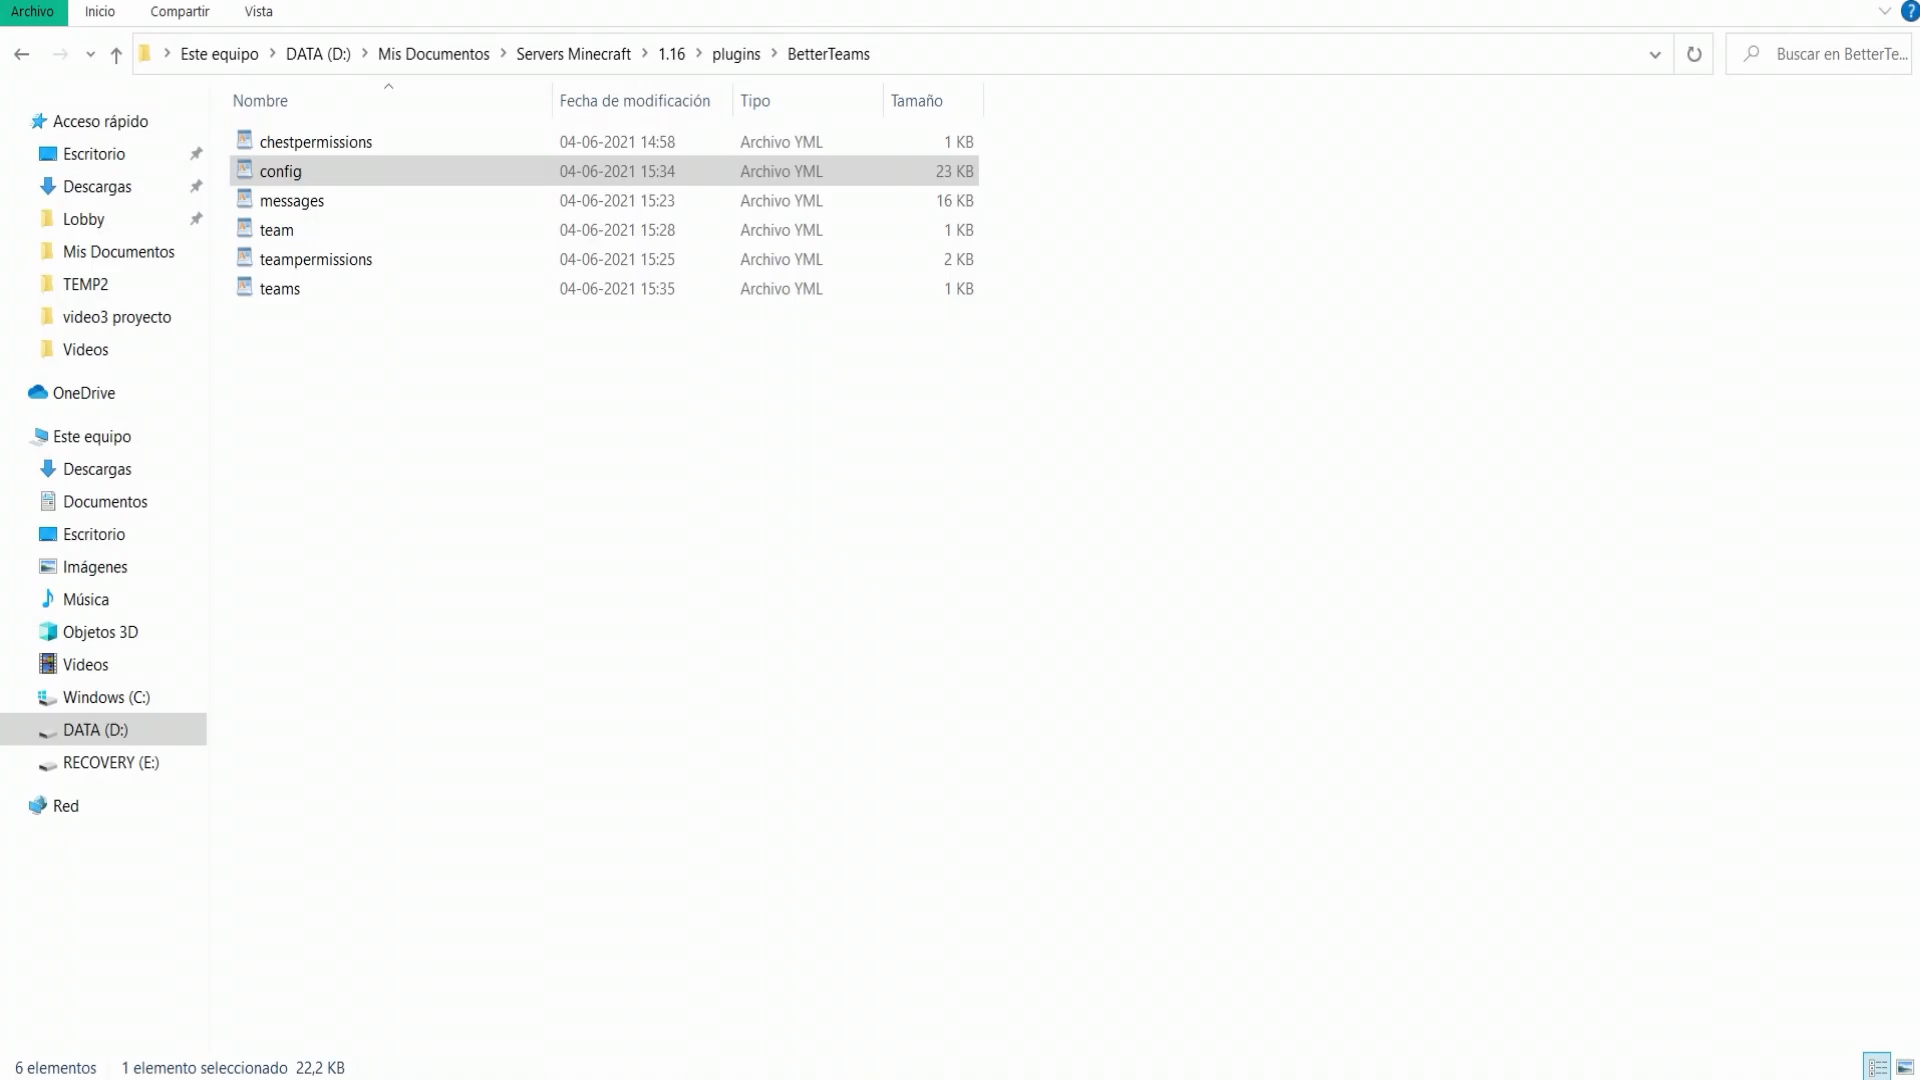 Archivo Inicio Compartir Vista ?
Este equipo > DATA (D:) > Mis Documentos > Servers Minecraft > 1.16 > plugins > BetterTeams Buscar en BetterTe...
Nombre Fecha de modificación Tipo Tamaño
Acceso rápido
Escritorio
Descargas
Lobby
Mis Documentos
TEMP2
video3 proyecto
Videos
OneDrive
Este equipo
Descargas
Documentos
Escritorio
Imágenes
Música
Objetos 3D
Videos
Windows (C:)
DATA (D:)
RECOVERY (E:)
Red
chestpermissions 04-06-2021 14:58 Archivo YML 1 KB
config 04-06-2021 15:34 Archivo YML 23 KB
messages 04-06-2021 15:23 Archivo YML 16 KB
team 04-06-2021 15:28 Archivo YML 1 KB
teampermissions 04-06-2021 15:25 Archivo YML 2 KB
teams 04-06-2021 15:35 Archivo YML 1 KB
6 elementos 1 elemento seleccionado 22,2 KB